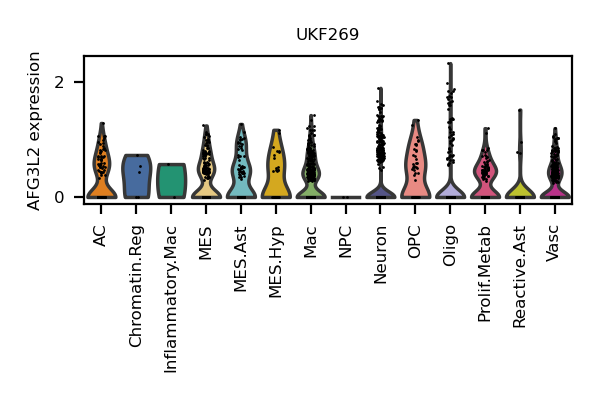 UKF269
AFG3L2 expression
2
0
AC
Chromatin.Reg
Inflammatory.Mac
MES
MES.Ast
MES.Hyp
Mac
NPC
Neuron
OPC
Oligo
Prolif.Metab
Reactive.Ast
Vasc